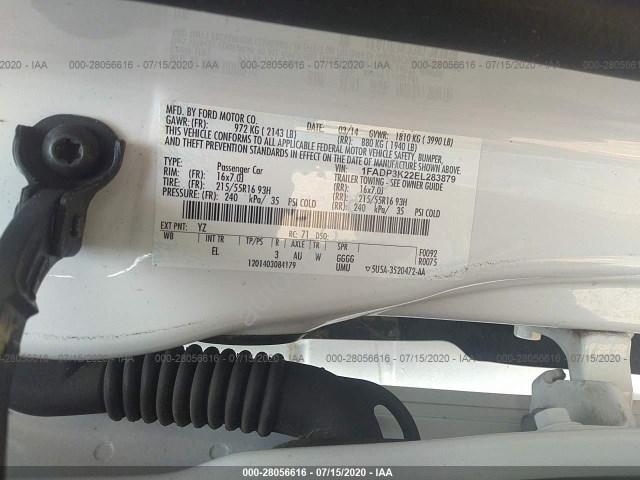 000-28056616 - 07/15/2020 - IAA
MFD. BY FORD MOTOR CO.
DATE: 03/14 GVWR: 1810 KG ( 3990 LB)
GAWR: (FR): 972 KG ( 2143 LB) (RR): 880 KG ( 1940 LB)
THIS VEHICLE CONFORMS TO ALL APPLICABLE FEDERAL MOTOR VEHICLE SAFETY, BUMPER,
AND THEFT PREVENTION STANDARDS IN EFFECT ON THE DATE OF MANUFACTURE SHOWN ABOVE.
VIN: 1FADP3K22EL283879
TYPE: Passenger Car TRAILER TOWING - SEE OWNER GUIDE
RIM: (FR): 16x7.0J (RR): 16x7.0J
TIRE: (FR): 215/55R16 93H (RR): 215/55R16 93H
PRESSURE: (FR): 240 kPa/ 35 PSI COLD (RR): 240 kPa/ 35 PSI COLD
EXT PNT: YZ RC: 71 DSO:
WB INT TR TP/PS R AXLE TR SPR F0092
EL 3 AU W GGGG R0075
1201403084179 UMU 5U5A-3520472-AA
000-28056616 - 07/15/2020 - IAA
000-28056616 - 07/15/2020 - IAA